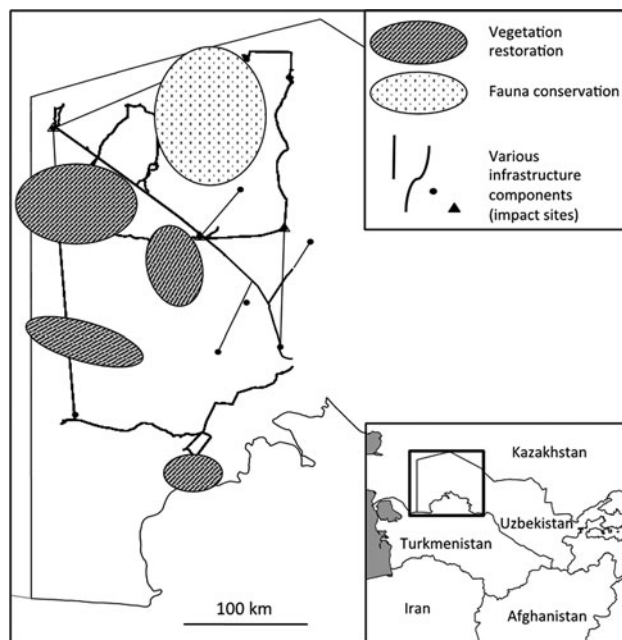 Vegetation
restoration
Fauna conservation
Various
infrastructure
components
(impact sites)
100 km
Kazakhstan
Uzbekistan
Turkmenistan
Iran
Afghanistan